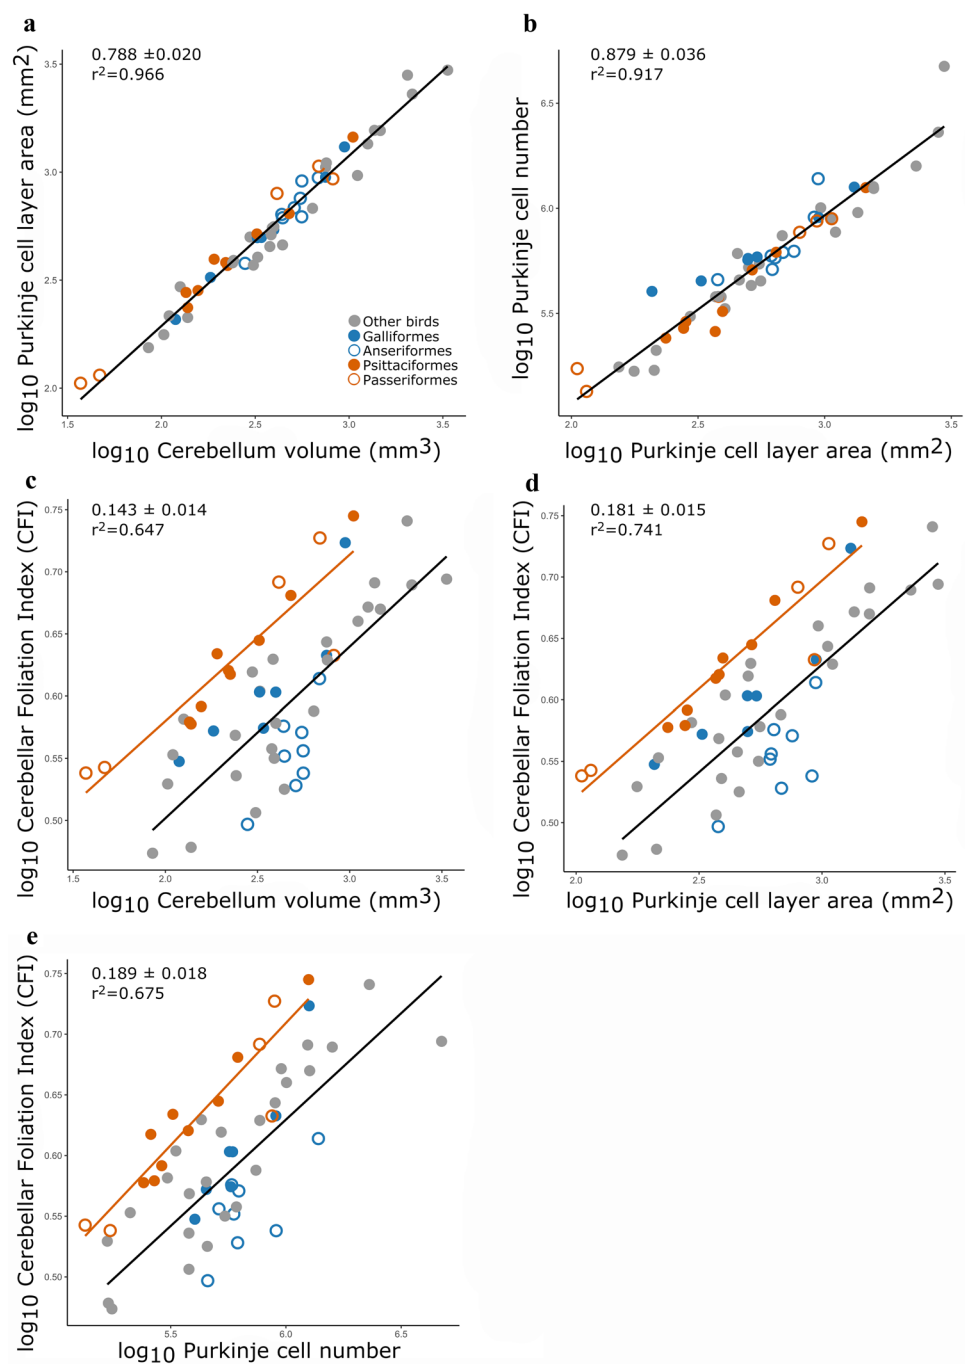 a
0.788 ±0.020
r2=0.966
log10 Purkinje cell layer area (mm2)
3.5
3.0
2.5
2.0
1.5
2.0
2.5
3.0
3.5
log10 Cerebellum volume (mm3)
Other birds
Galliformes
Anseriformes
Psittaciformes
Passeriformes
b
0.879 ± 0.036
r2=0.917
log10 Purkinje cell number
6.5
6.0
5.5
2.0
2.5
3.0
3.5
log10 Purkinje cell layer area (mm2)
c
0.143 ± 0.014
r2=0.647
log10 Cerebellar Foliation Index (CFI)
0.75
0.70
0.65
0.60
0.55
0.50
1.5
2.0
2.5
3.0
3.5
log10 Cerebellum volume (mm3)
d
0.181 ± 0.015
r2=0.741
log10 Cerebellar Foliation Index (CFI)
0.75
0.70
0.65
0.60
0.55
0.50
2.0
2.5
3.0
3.5
log10 Purkinje cell layer area (mm2)
e
0.189 ± 0.018
r2=0.675
log10 Cerebellar Foliation Index (CFI)
0.75
0.70
0.65
0.60
0.55
0.50
5.5
6.0
6.5
log10 Purkinje cell number